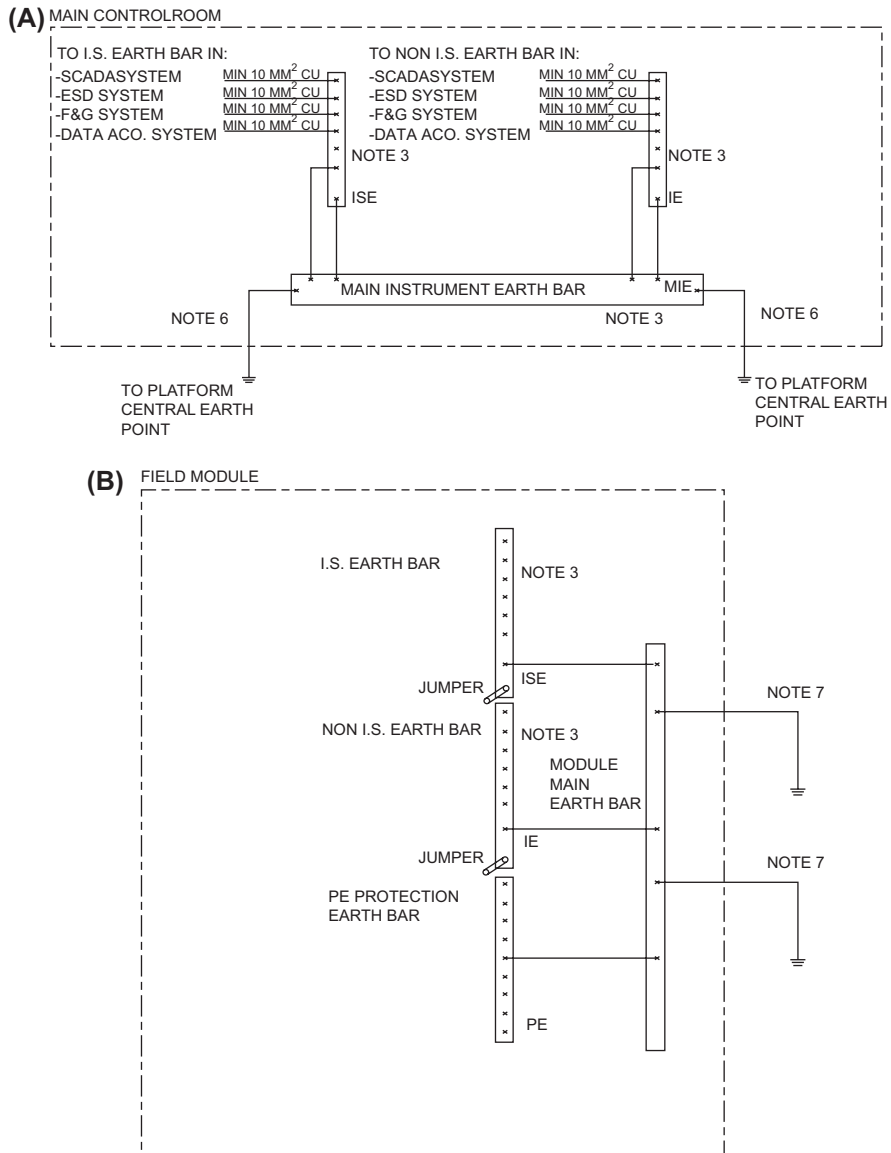 (A) MAIN CONTROLROOM
TO I.S. EARTH BAR IN:
-SCADASYSTEM MIN 10 MM² CU
-ESD SYSTEM MIN 10 MM² CU
-F&G SYSTEM MIN 10 MM² CU
-DATA ACO. SYSTEM MIN 10 MM² CU
NOTE 3
ISE
TO NON I.S. EARTH BAR IN:
-SCADASYSTEM MIN 10 MM² CU
-ESD SYSTEM MIN 10 MM² CU
-F&G SYSTEM MIN 10 MM² CU
-DATA ACO. SYSTEM MIN 10 MM² CU
NOTE 3
IE
MAIN INSTRUMENT EARTH BAR MIE
NOTE 6 NOTE 3 NOTE 6
TO PLATFORM
CENTRAL EARTH
POINT
TO PLATFORM
CENTRAL EARTH
POINT
(B) FIELD MODULE
I.S. EARTH BAR
NOTE 3
ISE
JUMPER
NOTE 7
NON I.S. EARTH BAR
NOTE 3
MODULE
MAIN
EARTH BAR
IE
JUMPER
NOTE 7
PE PROTECTION
EARTH BAR
PE